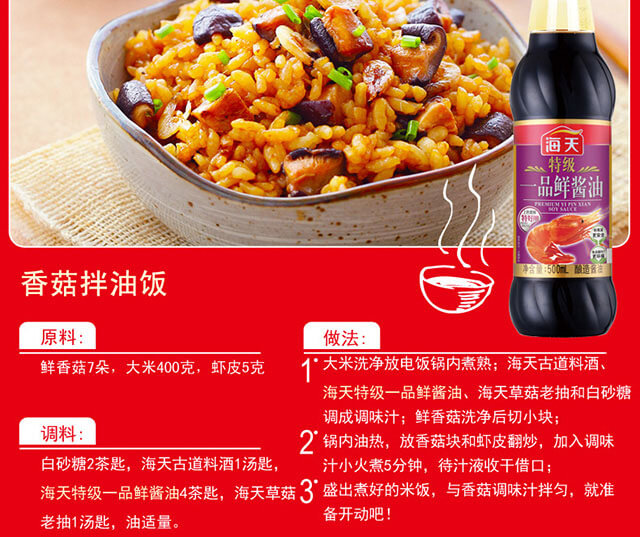 海天
特级
一品鲜酱油
PREMIUM YI PIN XIAN
SOY SAUCE
特好鲜
净含量:500mL 酿造酱油
香菇拌油饭
原料:
鲜香菇7朵，大米400克，虾皮5克
调料:
白砂糖2茶匙，海天古道料酒1汤匙，
海天特级一品鲜酱油4茶匙，海天草菇
老抽1汤匙，油适量。
做法:
1 大米洗净放电饭锅内煮熟；海天古道料酒、
海天特级一品鲜酱油、海天草菇老抽和白砂糖
调成调味汁；鲜香菇洗净后切小块；
2 锅内油热，放香菇块和虾皮翻炒，加入调味
汁小火煮5分钟，待汁液收干借口；
3 盛出煮好的米饭，与香菇调味汁拌匀，就准
备开动吧！